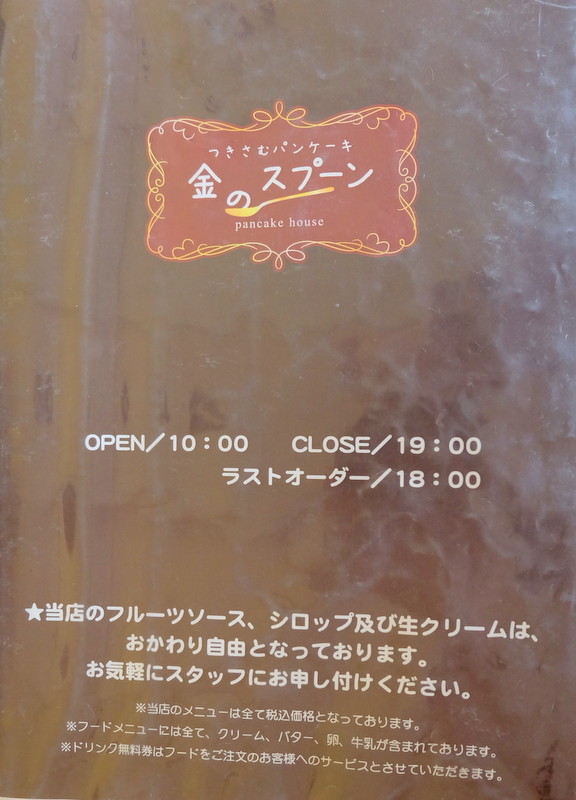 つきさむパンケーキ
金のスプーン
pancake house
OPEN／10：00　CLOSE／19：00
ラストオーダー／18：00
★当店のフルーツソース、シロップ及び生クリームは、
おかわり自由となっております。
お気軽にスタッフにお申し付けください。
※当店のメニューは全て税込価格となっております。
※フードメニューには全て、クリーム、バター、卵、牛乳が含まれております。
※ドリンク無料券はフードをご注文のお客様へのサービスとさせていただきます。